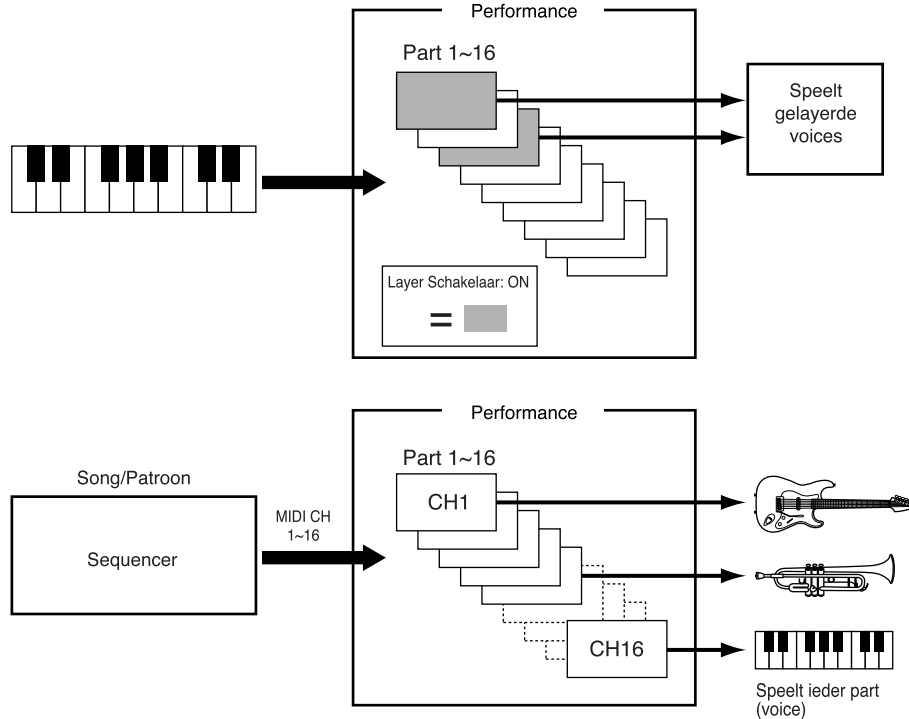 Performance
Part 1~16
Speelt
gelayerde
voices
Layer Schakelaar: ON
=
Performance
Part 1~16
Song/Patroon
CH1
MIDI CH
1~16
Sequencer
CH16
Speelt ieder part
(voice)